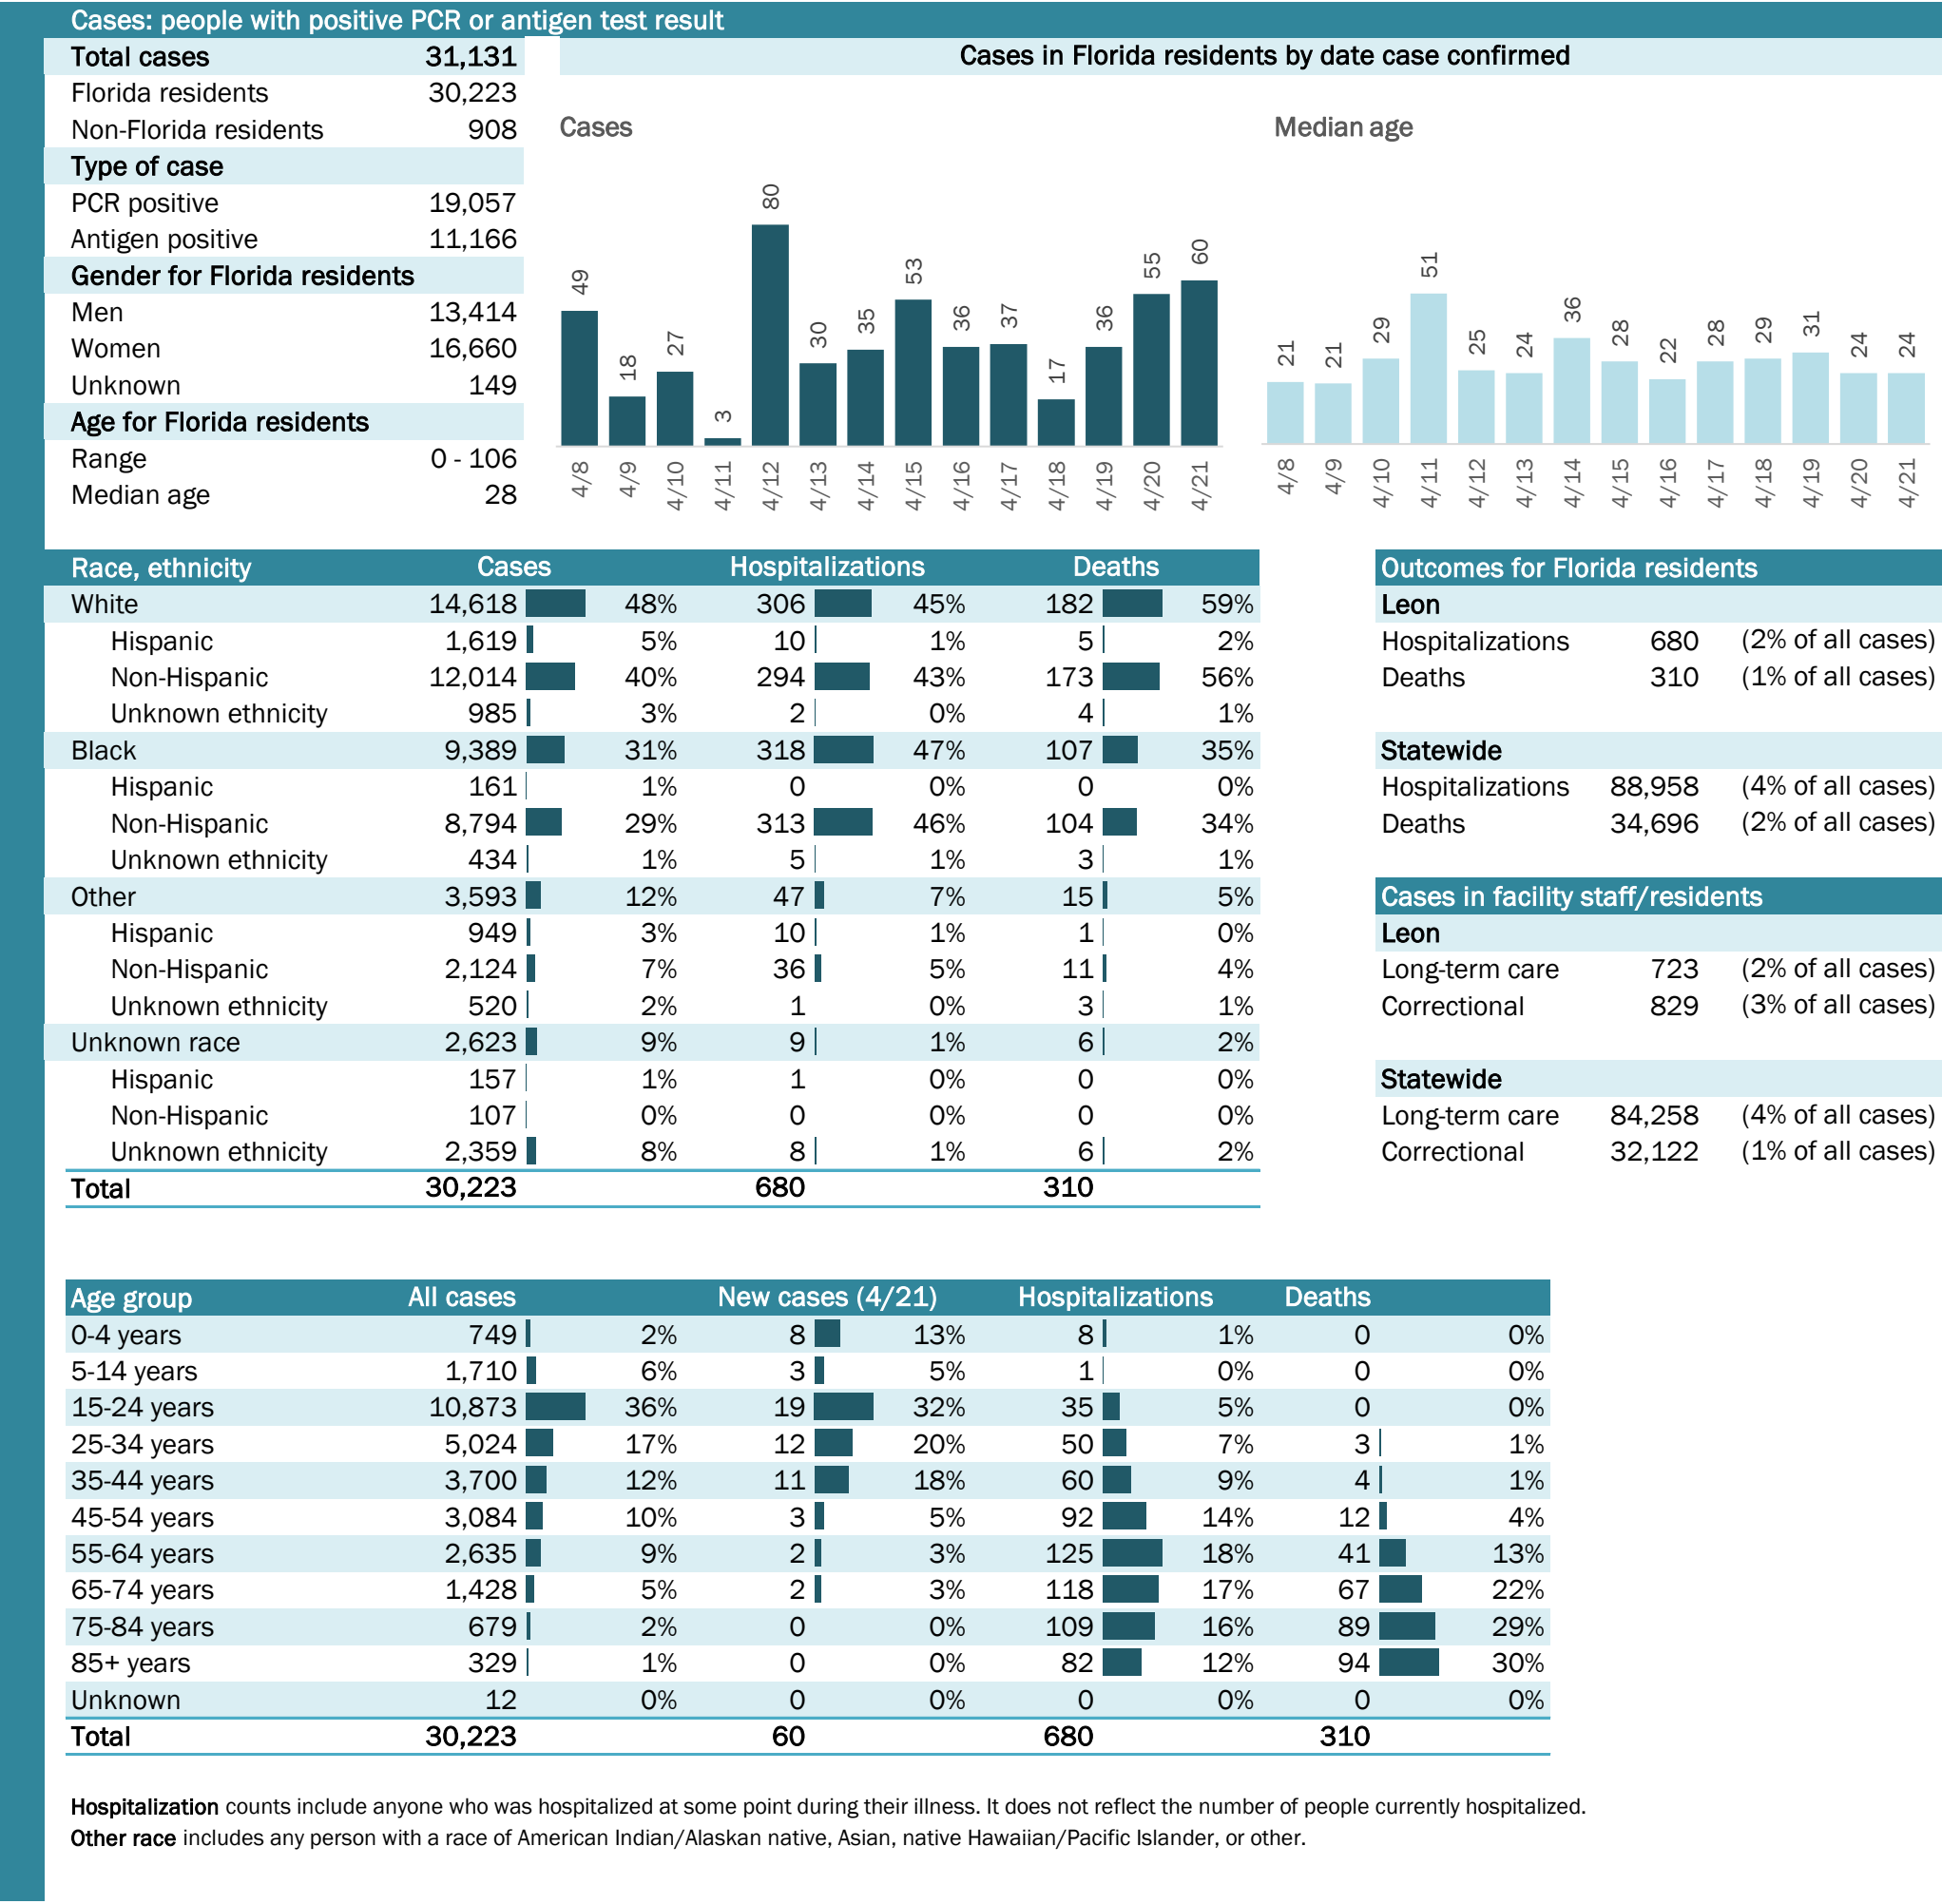 Cases: people with positive PCR or antigen test result
Total cases 31,131
Florida residents 30,223
Non-Florida residents 908
Type of case
PCR positive 19,057
Antigen positive 11,166
Gender for Florida residents
Men 13,414
Women 16,660
Unknown 149
Age for Florida residents
Range 0 - 106
Median age 28
Cases in Florida residents by date case confirmed
Cases
49 18 27 3 80 30 35 53 36 37 17 36 55 60
4/8 4/9 4/10 4/11 4/12 4/13 4/14 4/15 4/16 4/17 4/18 4/19 4/20 4/21
Median age
21 21 29 51 25 24 36 28 22 28 29 31 24 24
4/8 4/9 4/10 4/11 4/12 4/13 4/14 4/15 4/16 4/17 4/18 4/19 4/20 4/21
Race, ethnicity Cases Hospitalizations Deaths
White 14,618 48% 306 45% 182 59%
Hispanic 1,619 5% 10 1% 5 2%
Non-Hispanic 12,014 40% 294 43% 173 56%
Unknown ethnicity 985 3% 2 0% 4 1%
Black 9,389 31% 318 47% 107 35%
Hispanic 161 1% 0 0% 0 0%
Non-Hispanic 8,794 29% 313 46% 104 34%
Unknown ethnicity 434 1% 5 1% 3 1%
Other 3,593 12% 47 7% 15 5%
Hispanic 949 3% 10 1% 1 0%
Non-Hispanic 2,124 7% 36 5% 11 4%
Unknown ethnicity 520 2% 1 0% 3 1%
Unknown race 2,623 9% 9 1% 6 2%
Hispanic 157 1% 1 0% 0 0%
Non-Hispanic 107 0% 0 0% 0 0%
Unknown ethnicity 2,359 8% 8 1% 6 2%
Total 30,223 680 310
Outcomes for Florida residents
Leon
Hospitalizations 680 (2% of all cases)
Deaths 310 (1% of all cases)
Statewide
Hospitalizations 88,958 (4% of all cases)
Deaths 34,696 (2% of all cases)
Cases in facility staff/residents
Leon
Long-term care 723 (2% of all cases)
Correctional 829 (3% of all cases)
Statewide
Long-term care 84,258 (4% of all cases)
Correctional 32,122 (1% of all cases)
Age group All cases New cases (4/21) Hospitalizations Deaths
0-4 years 749 2% 8 13% 8 1% 0 0%
5-14 years 1,710 6% 3 5% 1 0% 0 0%
15-24 years 10,873 36% 19 32% 35 5% 0 0%
25-34 years 5,024 17% 12 20% 50 7% 3 1%
35-44 years 3,700 12% 11 18% 60 9% 4 1%
45-54 years 3,084 10% 3 5% 92 14% 12 4%
55-64 years 2,635 9% 2 3% 125 18% 41 13%
65-74 years 1,428 5% 2 3% 118 17% 67 22%
75-84 years 679 2% 0 0% 109 16% 89 29%
85+ years 329 1% 0 0% 82 12% 94 30%
Unknown 12 0% 0 0% 0 0% 0 0%
Total 30,223 60 680 310
Hospitalization counts include anyone who was hospitalized at some point during their illness. It does not reflect the number of people currently hospitalized.
Other race includes any person with a race of American Indian/Alaskan native, Asian, native Hawaiian/Pacific Islander, or other.